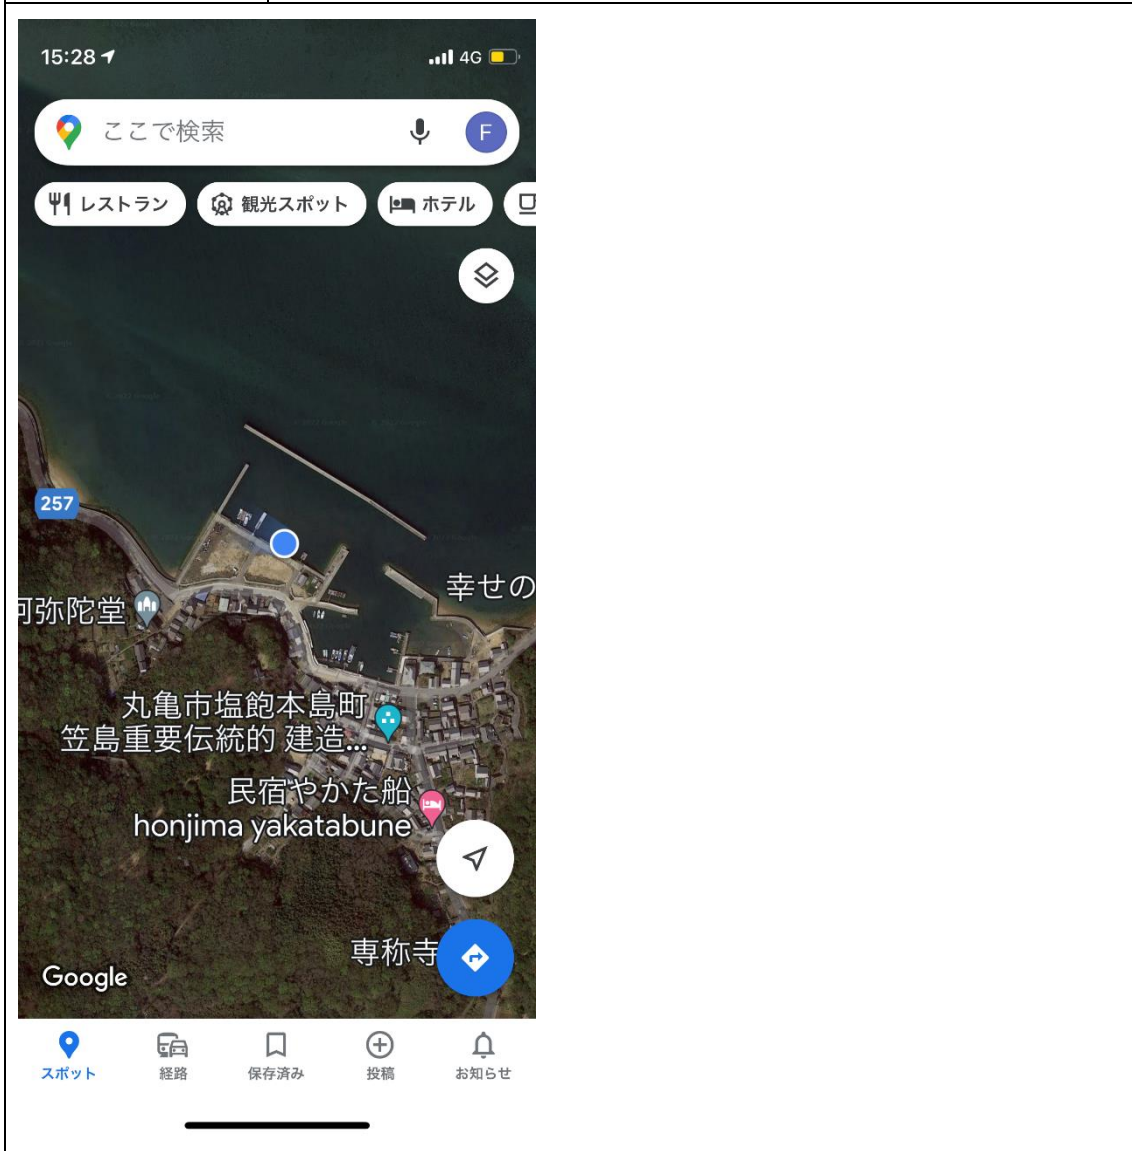 15:28
4G
ここで検索
F
レストラン
観光スポット
ホテル
257
幸せの
阿弥陀堂
丸亀市塩飽本島町
笠島重要伝統的 建造...
民宿やかた船
honjima yakatabune
専称寺
Google
スポット
経路
保存済み
投稿
お知らせ